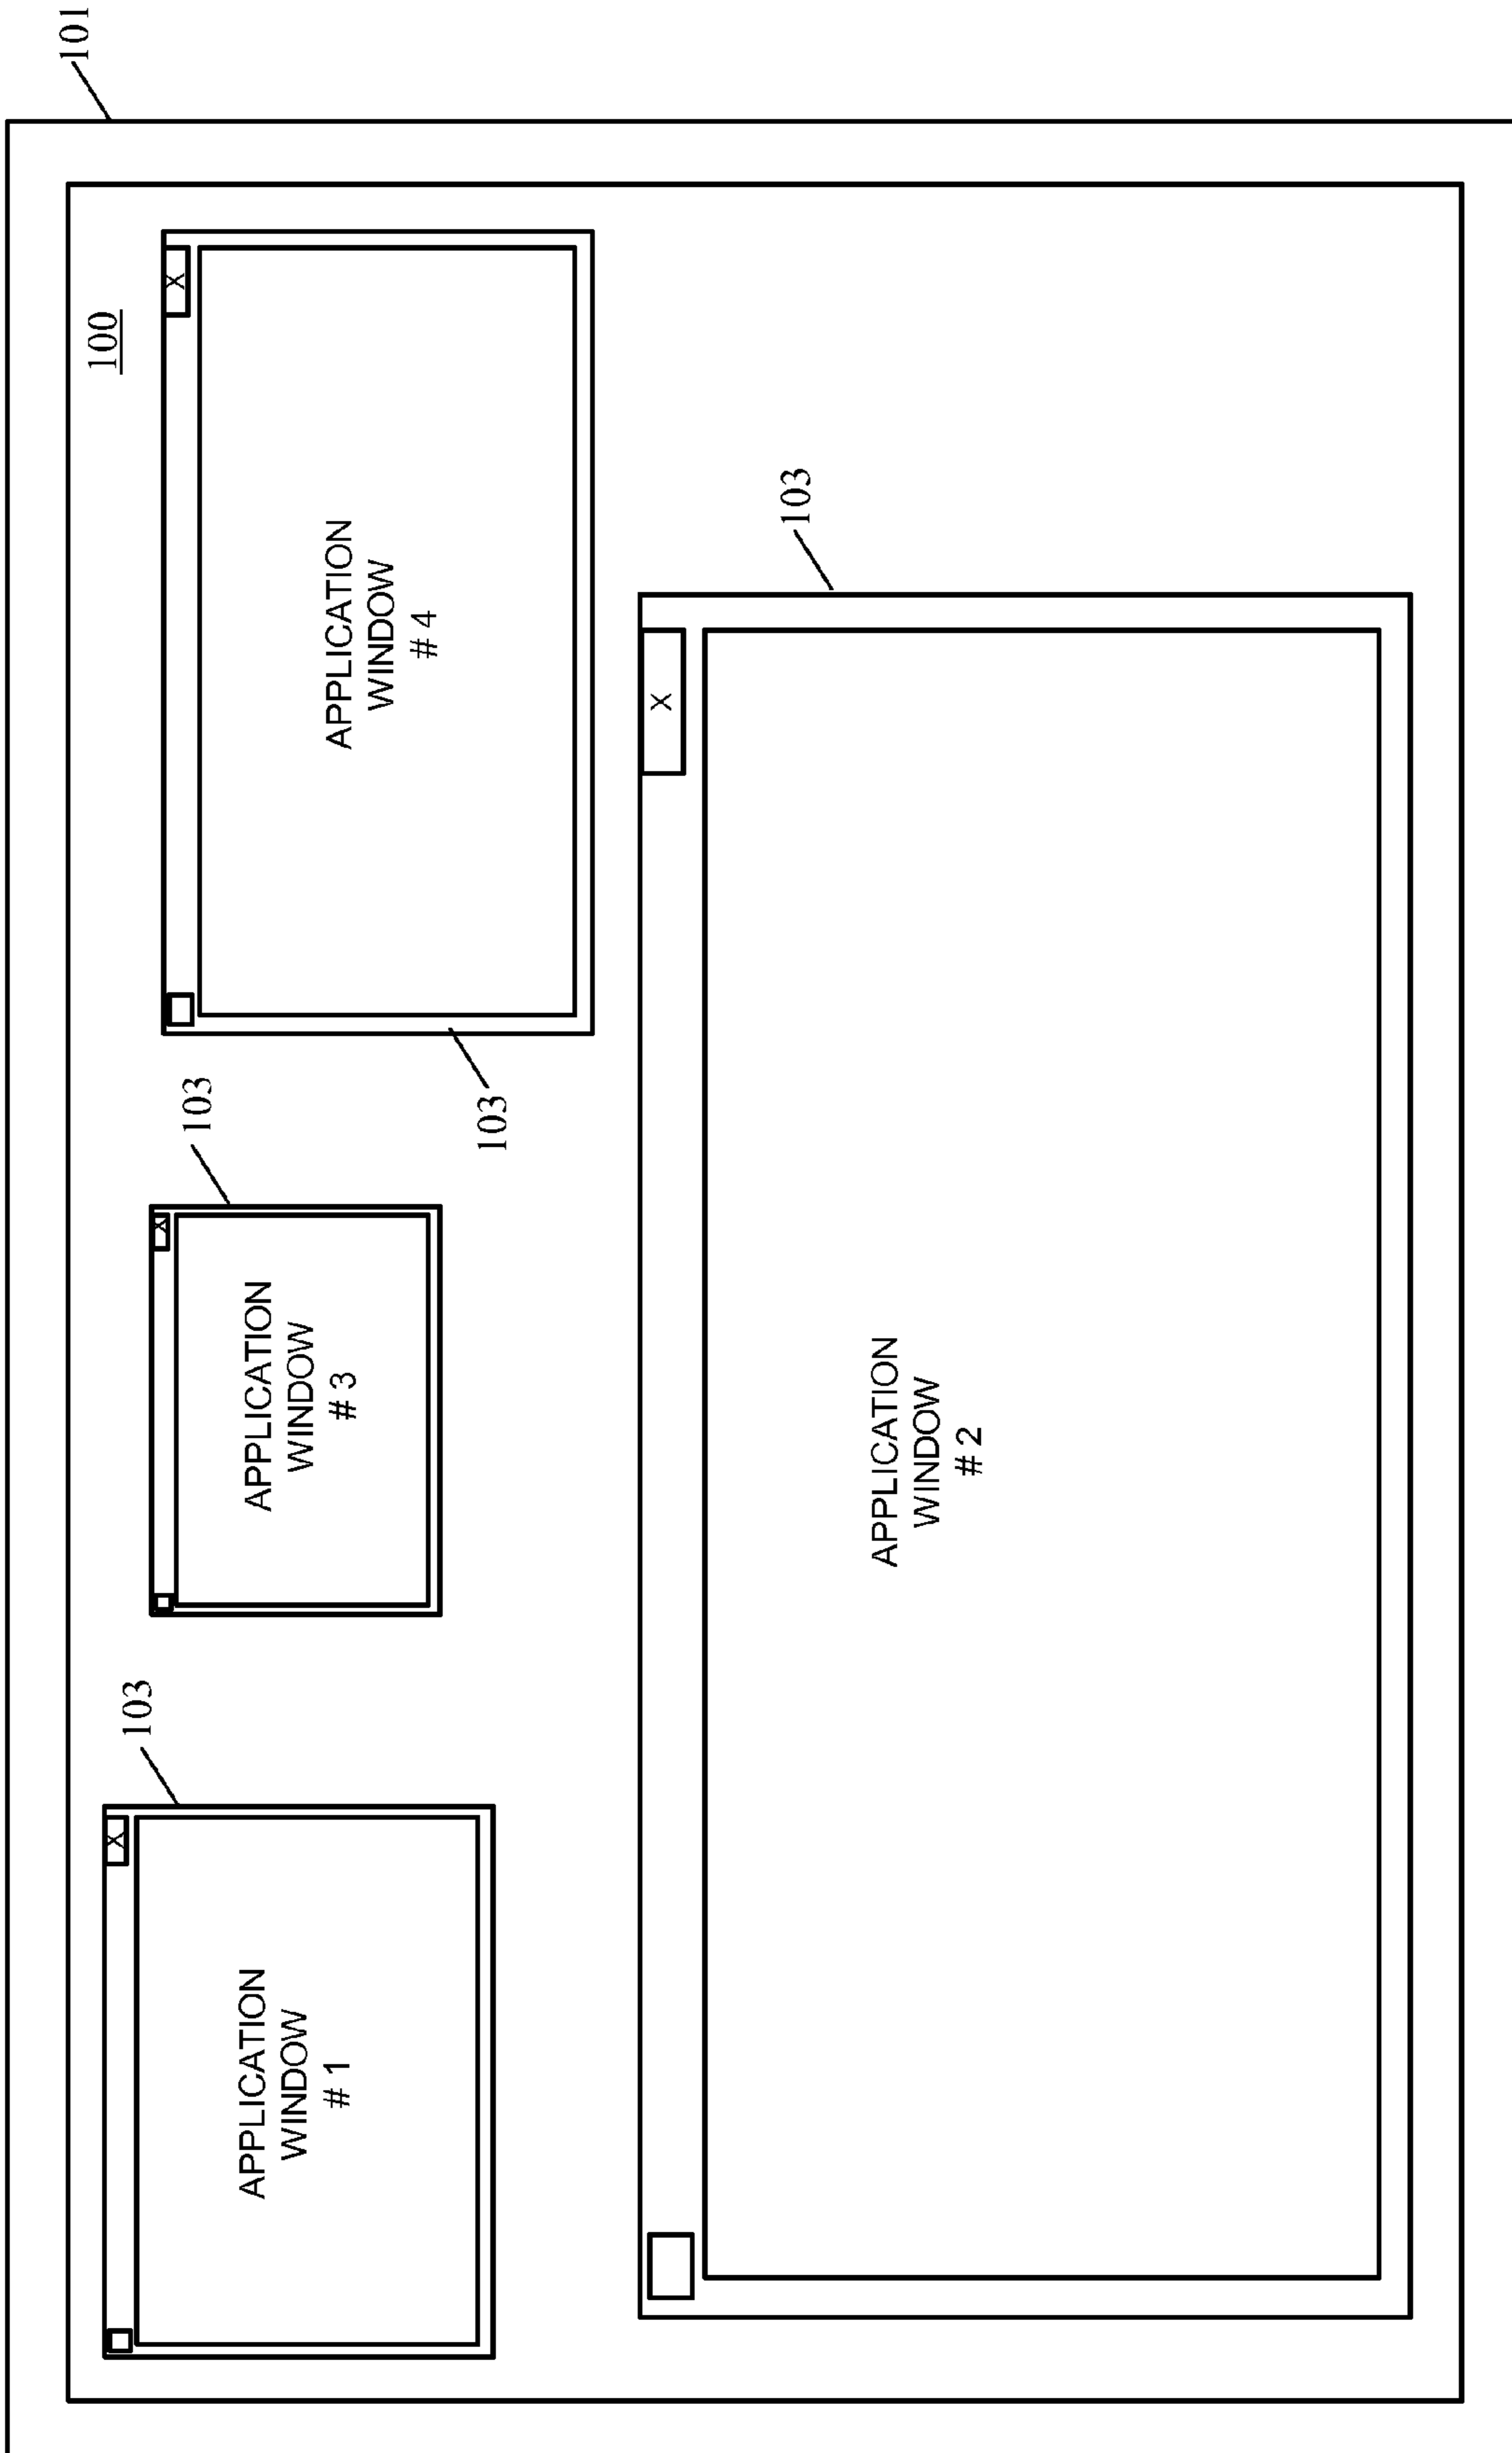 101
100
103
X
APPLICATION
WINDOW
# 1
103
X
APPLICATION
WINDOW
# 3
X
APPLICATION
WINDOW
# 4
103
103
X
APPLICATION
WINDOW
# 2